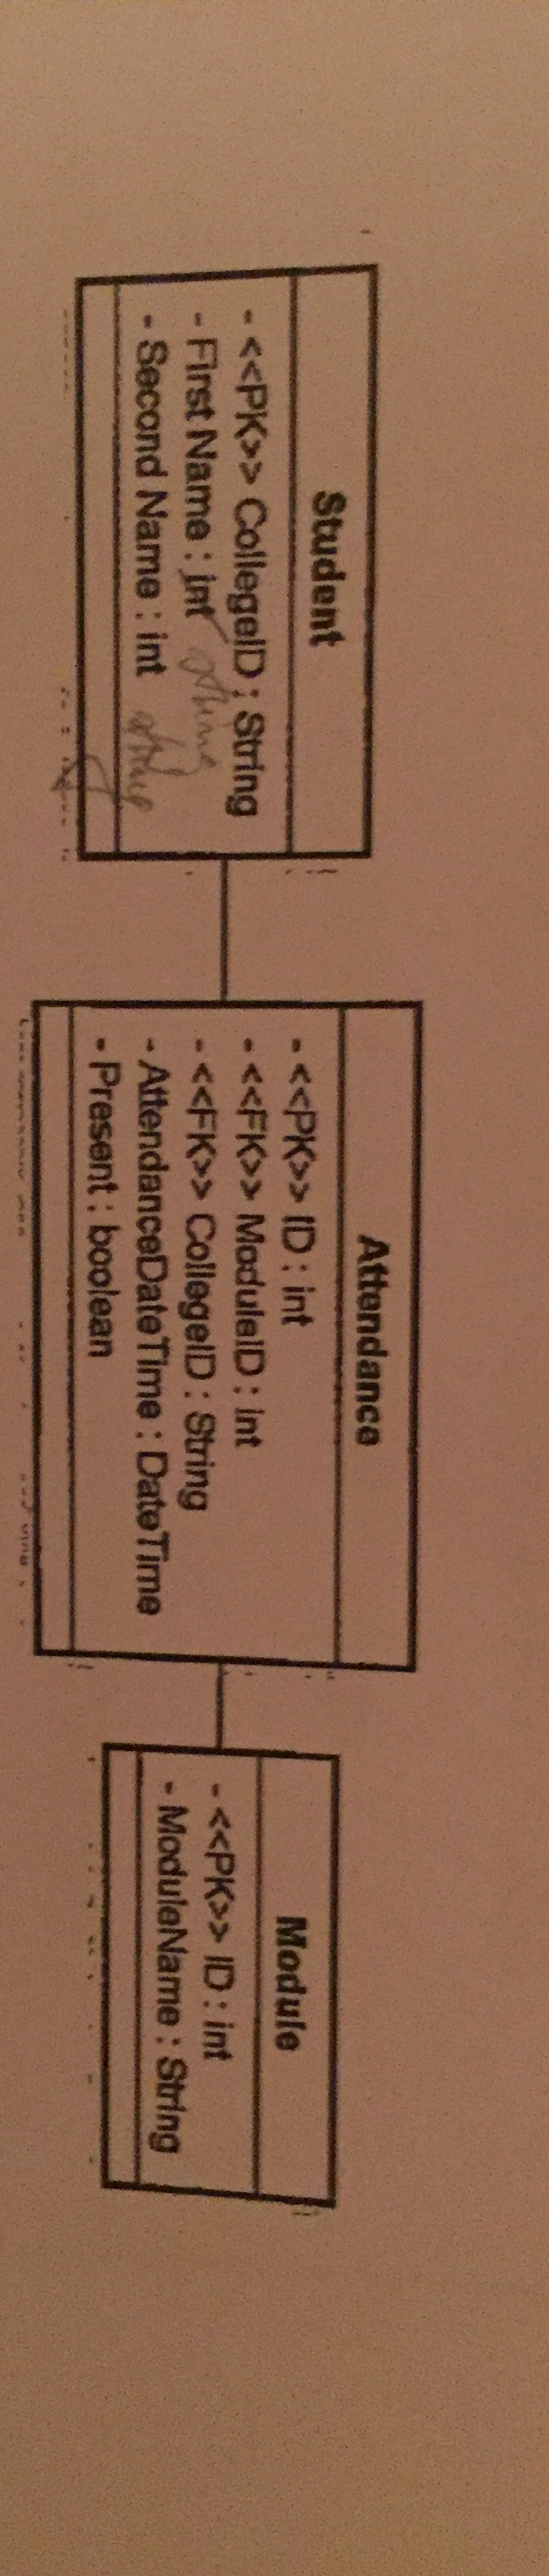 Student
- <<PK>> CollegeID : String
- First Name : int string
- Second Name : int string
Attendance
- <<PK>> ID : int
- <<FK>> ModuleID : int
- <<FK>> CollegeID : String
- AttendanceDateTime : DateTime
- Present : boolean
Module
- <<PK>> ID : int
- ModuleName : String